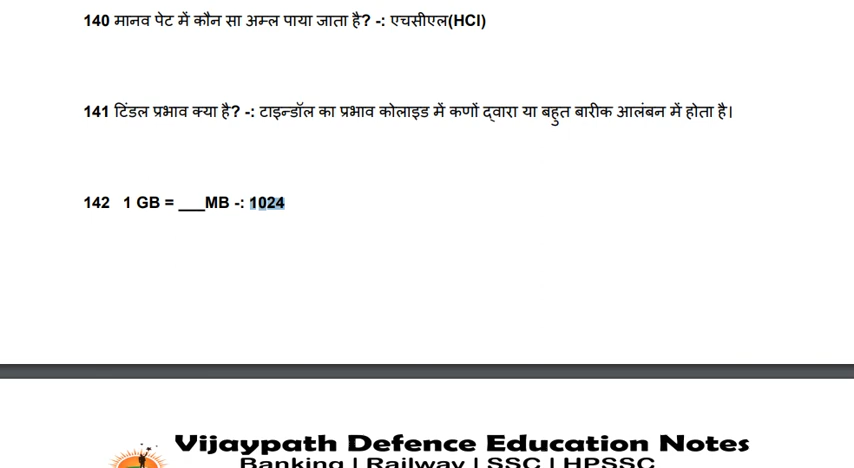 140 मानव पेट में कौन सा अम्ल पाया जाता है? -: एचसीएल(HCl)
141 टिंडल प्रभाव क्या है? -: टाइन्डॉल का प्रभाव कोलाइड में कणों द्वारा या बहुत बारीक आलंबन में होता है।
142 1 GB = ___MB -: 1024
Vijaypath Defence Education Notes
Banking | Railway | SSC | HPSSC